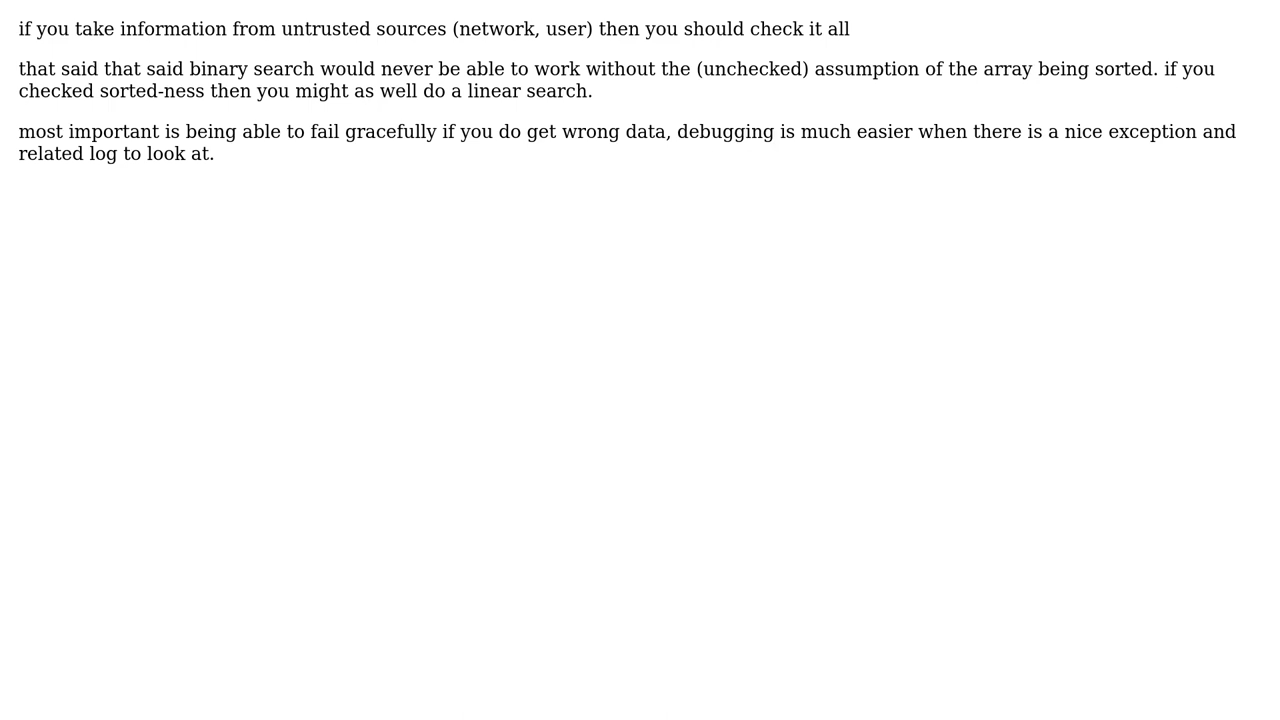 if you take information from untrusted sources (network, user) then you should check it all
that said that said binary search would never be able to work without the (unchecked) assumption of the array being sorted. if you
checked sorted-ness then you might as well do a linear search.
most important is being able to fail gracefully if you do get wrong data, debugging is much easier when there is a nice exception and
related log to look at.